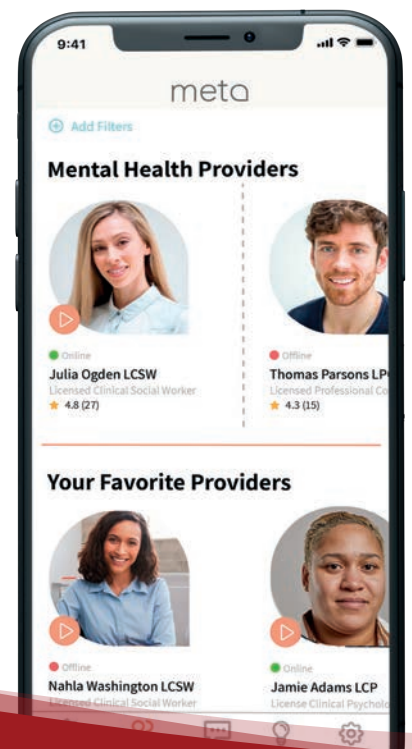 9:41
meta
Add Filters
Mental Health Providers
Online
Offline
Julia Ogden LCSW
Thomas Parsons LP
Licensed Clinical Social Worker
Licensed Professional Co
4.8 (27)
4.3 (15)
Your Favorite Providers
Offline
Online
Nahla Washington LCSW
Jamie Adams LCP
Licensed Clinical Social Worker
License Clinical Psycholo